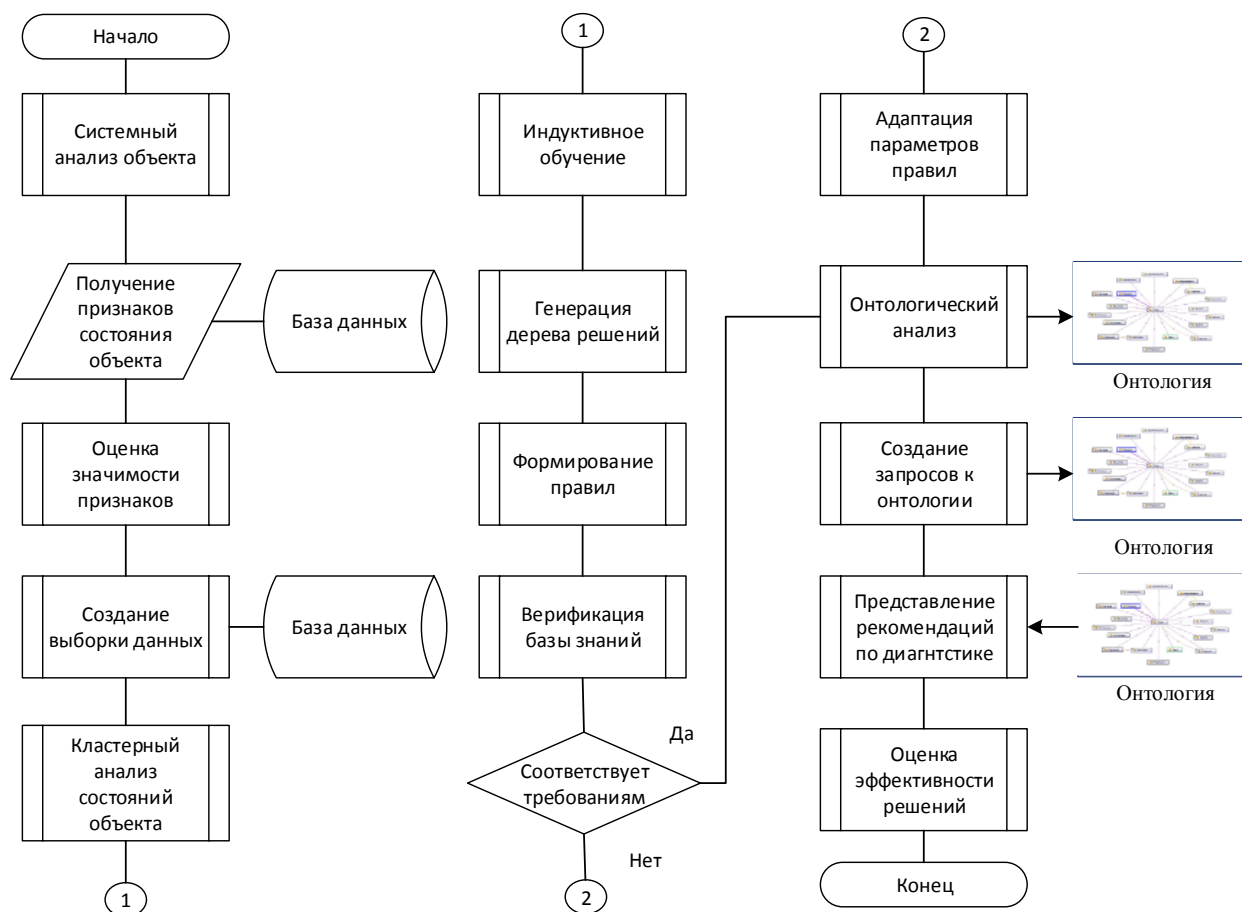 Начало
Системный
анализ объекта
Получение
признаков
состояния
объекта
База данных
Оценка
значимости
признаков
Создание
выборки данных
База данных
Кластерный
анализ
состояний
объекта
1
1
Индуктивное
обучение
Генерация
дерева решений
Формирование
правил
Верификация
базы знаний
Да
Соответствует
требованиям
Нет
2
2
Адаптация
параметров
правил
Онтологический
анализ
Онтология
Создание
запросов к
онтологии
Онтология
Представление
рекомендаций
по диагнтстике
Онтология
Оценка
эффективности
решений
Конец